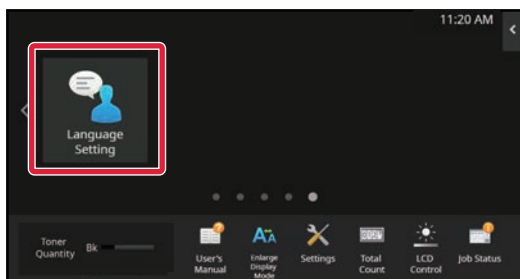 11:20 AM
Language
Setting
Toner
Quantity
Bk
User's
Manual
Enlarge
Display
Mode
Settings
Total
Count
LCD
Control
Job Status